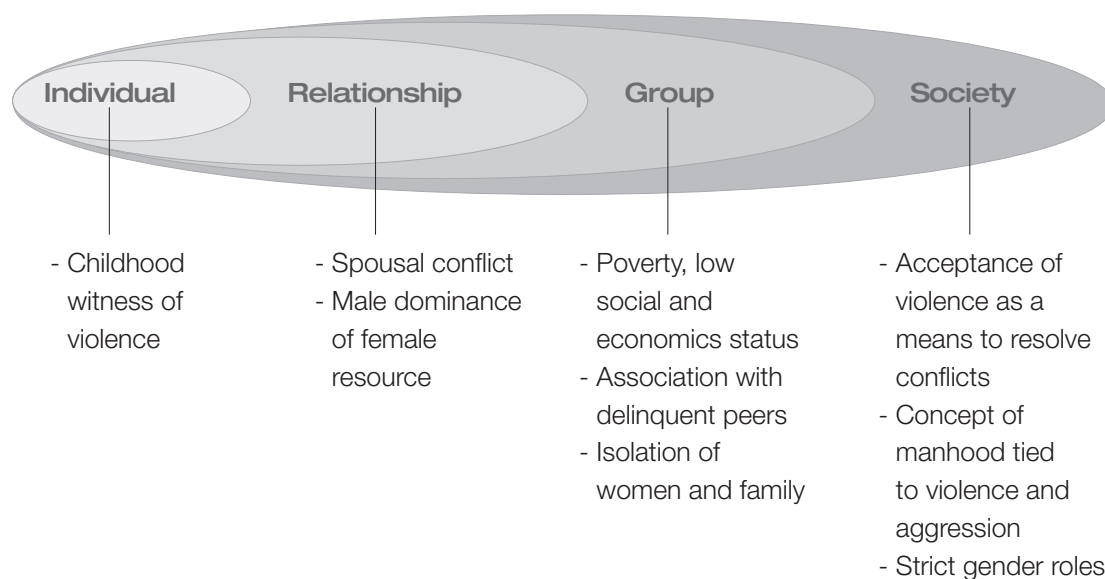 Individual
Relationship
Group
Society
- Childhood
witness of
violence
- Spousal conflict
- Male dominance
of female
resource
- Poverty, low
social and
economics status
- Association with
delinquent peers
- Isolation of
women and family
- Acceptance of
violence as a
means to resolve
conflicts
- Concept of
manhood tied
to violence and
aggression
- Strict gender roles